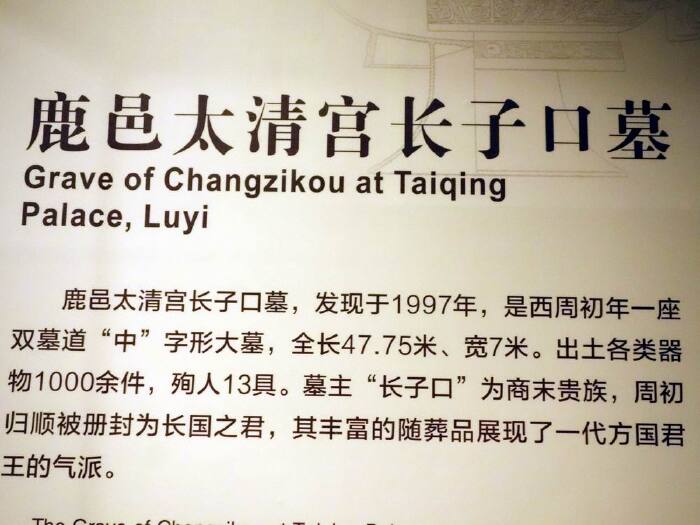 鹿邑太清宫长子口墓
Grave of Changzikou at Taiqing
Palace, Luyi
鹿邑太清宫长子口墓，发现于1997年，是西周初年一座
双墓道“中”字形大墓，全长47.75米、宽7米。出土各类器
物1000余件，殉人13具。墓主“长子口”为商末贵族，周初
归顺被册封为长国之君，其丰富的随葬品展现了一代方国君
王的气派。
The Grave of Changzikou at Taiqing